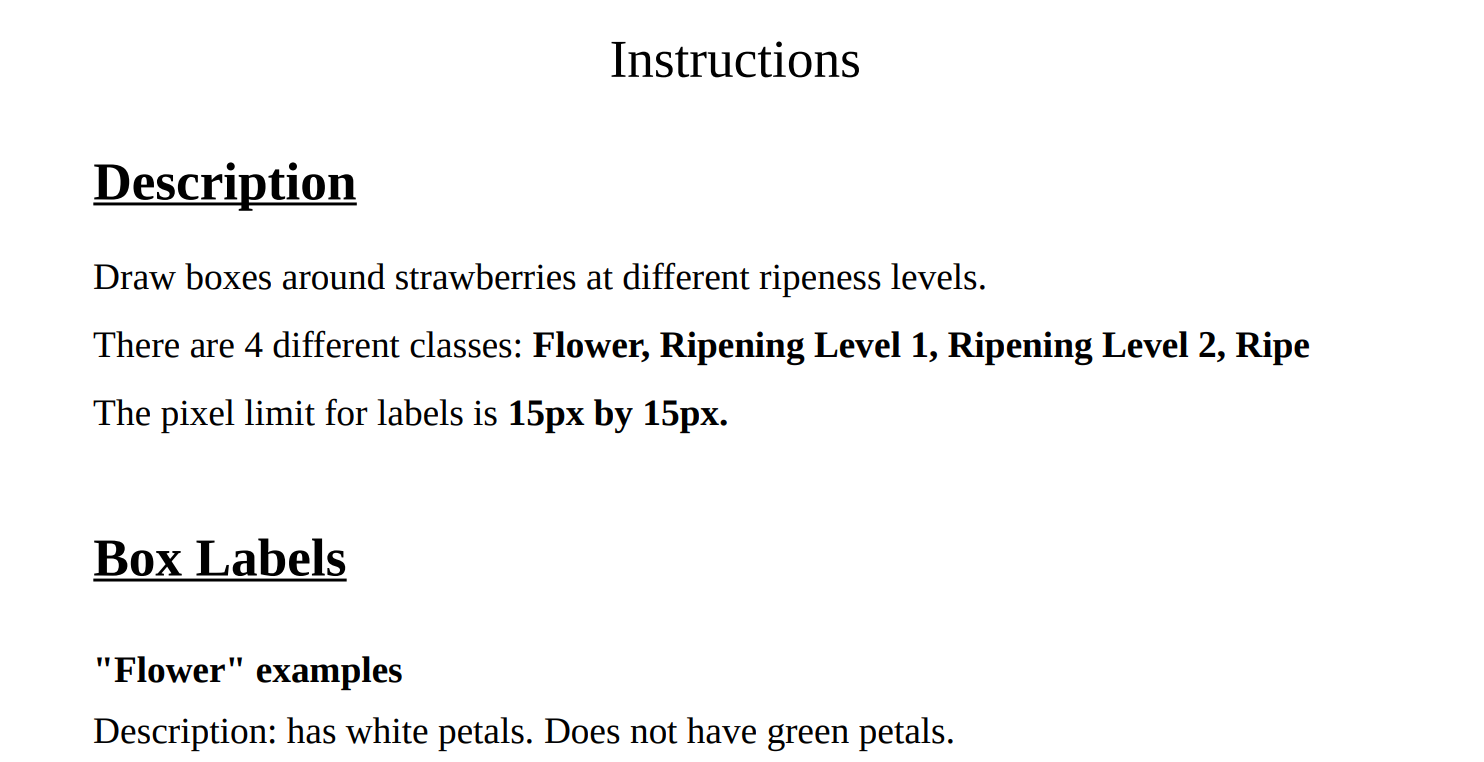 Instructions
Description
Draw boxes around strawberries at different ripeness levels.
There are 4 different classes: Flower, Ripening Level 1, Ripening Level 2, Ripe
The pixel limit for labels is 15px by 15px.
Box Labels
"Flower" examples
Description: has white petals. Does not have green petals.